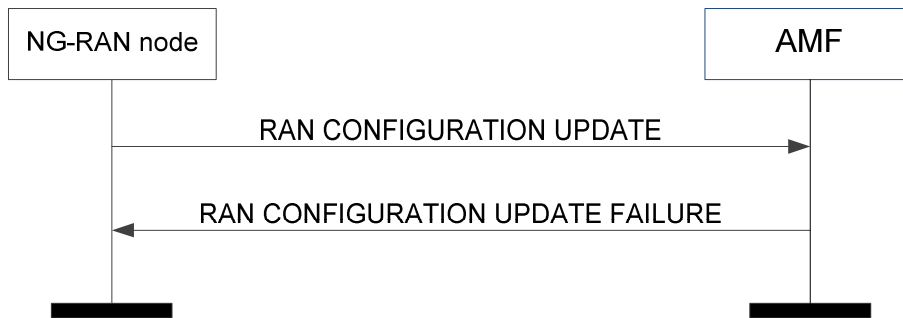 NG-RAN node
AMF
RAN CONFIGURATION UPDATE
RAN CONFIGURATION UPDATE FAILURE